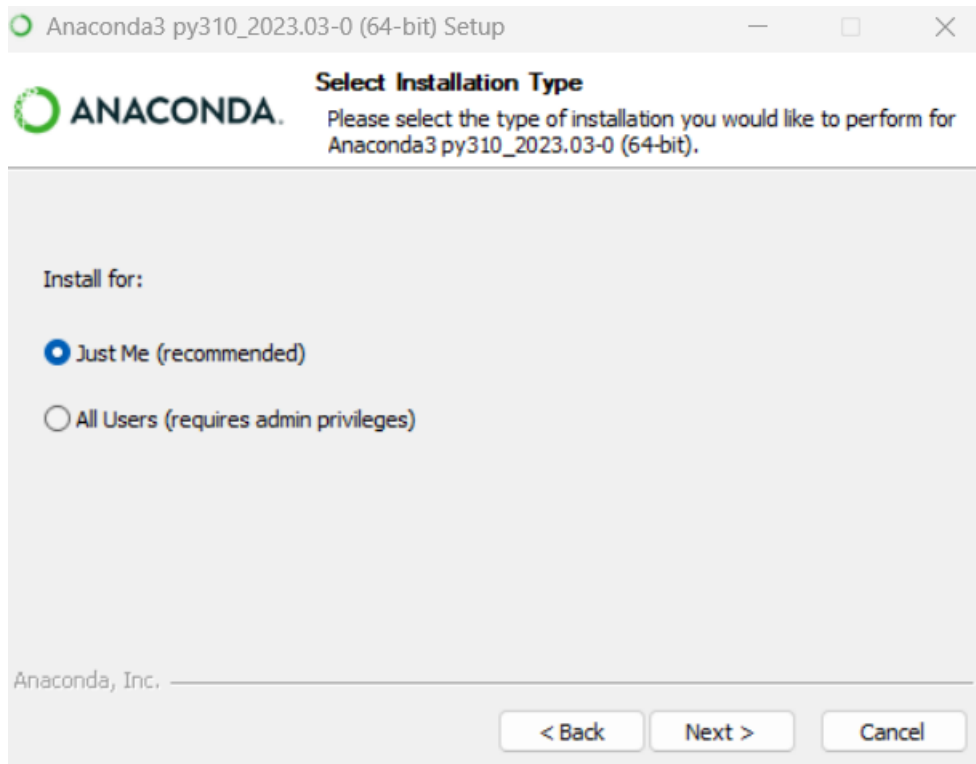 Anaconda3 py310_2023.03-0 (64-bit) Setup
ANACONDA.
Select Installation Type
Please select the type of installation you would like to perform for
Anaconda3 py310_2023.03-0 (64-bit).
Install for:
Just Me (recommended)
All Users (requires admin privileges)
Anaconda, Inc.
< Back
Next >
Cancel